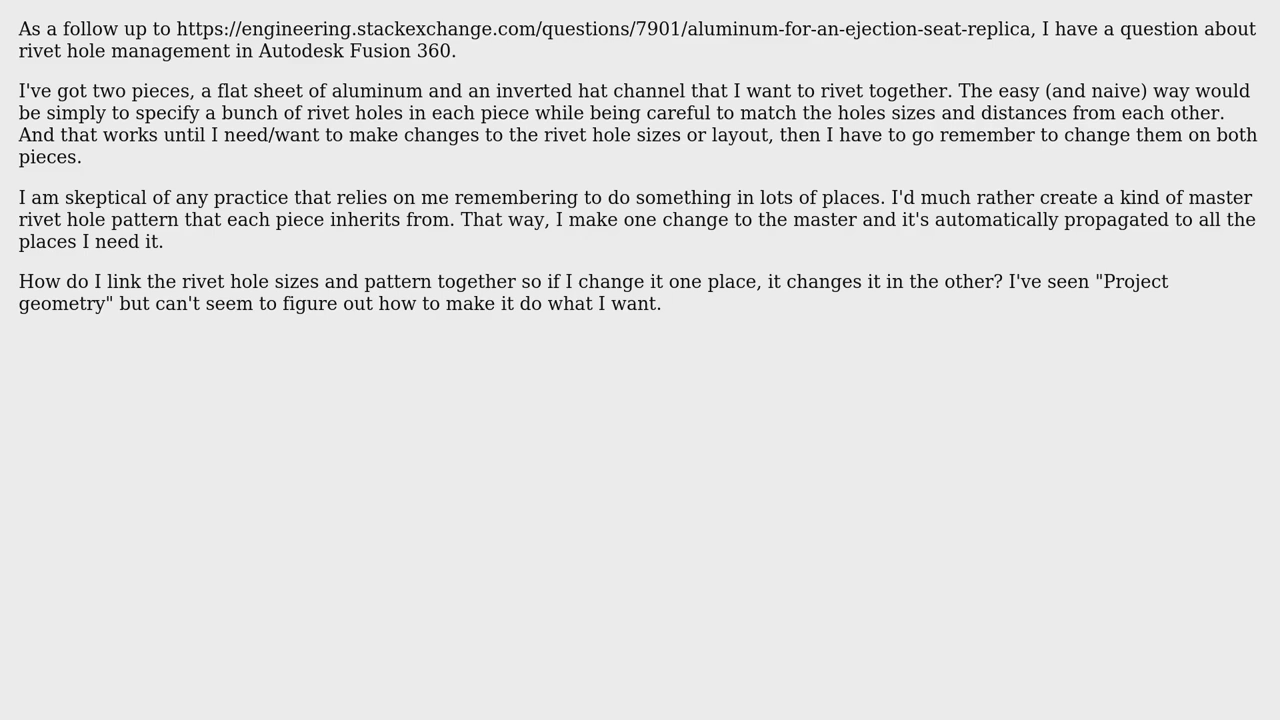 As a follow up to https://engineering.stackexchange.com/questions/7901/aluminum-for-an-ejection-seat-replica, I have a question about
rivet hole management in Autodesk Fusion 360.
I've got two pieces, a flat sheet of aluminum and an inverted hat channel that I want to rivet together. The easy (and naive) way would
be simply to specify a bunch of rivet holes in each piece while being careful to match the holes sizes and distances from each other.
And that works until I need/want to make changes to the rivet hole sizes or layout, then I have to go remember to change them on both
pieces.
I am skeptical of any practice that relies on me remembering to do something in lots of places. I'd much rather create a kind of master
rivet hole pattern that each piece inherits from. That way, I make one change to the master and it's automatically propagated to all the
places I need it.
How do I link the rivet hole sizes and pattern together so if I change it one place, it changes it in the other? I've seen "Project
geometry" but can't seem to figure out how to make it do what I want.